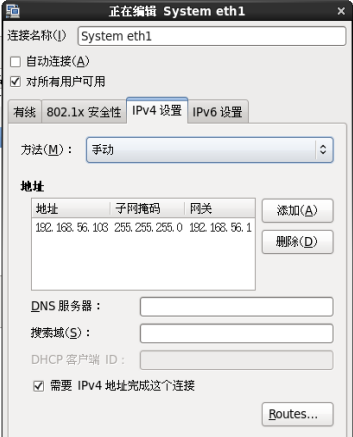 正在编辑 System eth1
连接名称(I) System eth1
自动连接(A)
对所有用户可用
有线 802.1x 安全性 IPv4 设置 IPv6 设置
方法(M)： 手动
地址
地址 子网掩码 网关
192.168.56.103 255.255.255.0 192.168.56.1
添加(A)
删除(D)
DNS 服务器：
搜索域(S)：
DHCP 客户端 ID：
需要 IPv4 地址完成这个连接
Routes...